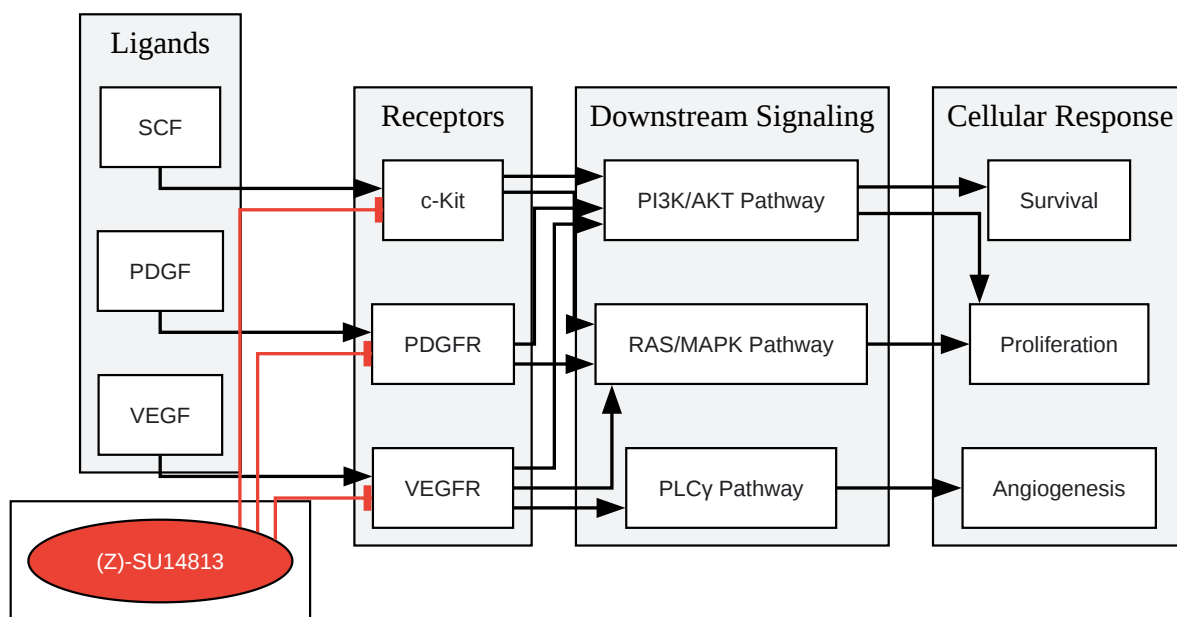 Ligands
SCF
PDGF
VEGF
(Z)-SU14813
Receptors
c-Kit
PDGFR
VEGFR
Downstream Signaling
PI3K/AKT Pathway
RAS/MAPK Pathway
PLCγ Pathway
Cellular Response
Survival
Proliferation
Angiogenesis